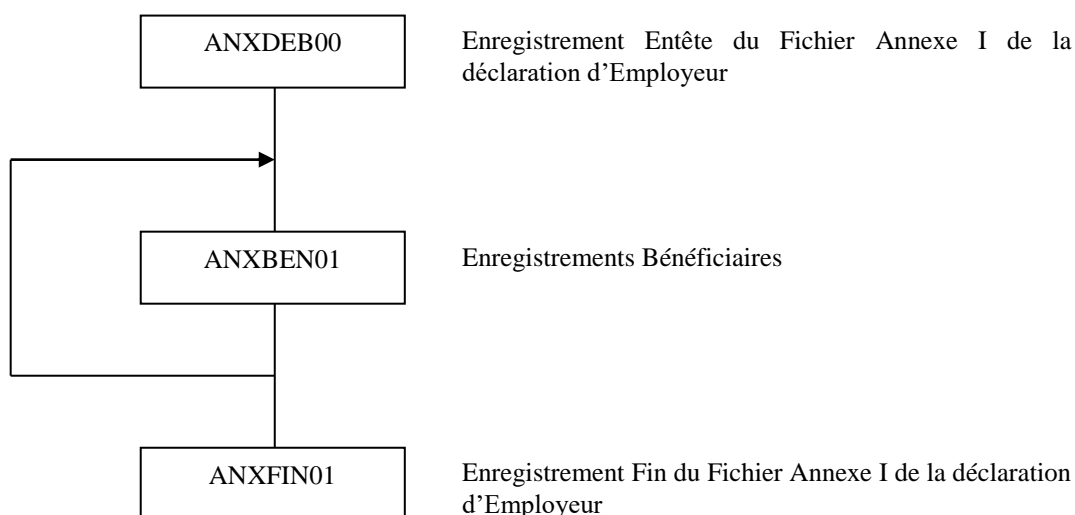 ANXDEB00
Enregistrement Entête du Fichier Annexe I de la
déclaration d’Employeur
ANXBEN01
Enregistrements Bénéficiaires
ANXFIN01
Enregistrement Fin du Fichier Annexe I de la déclaration
d’Employeur